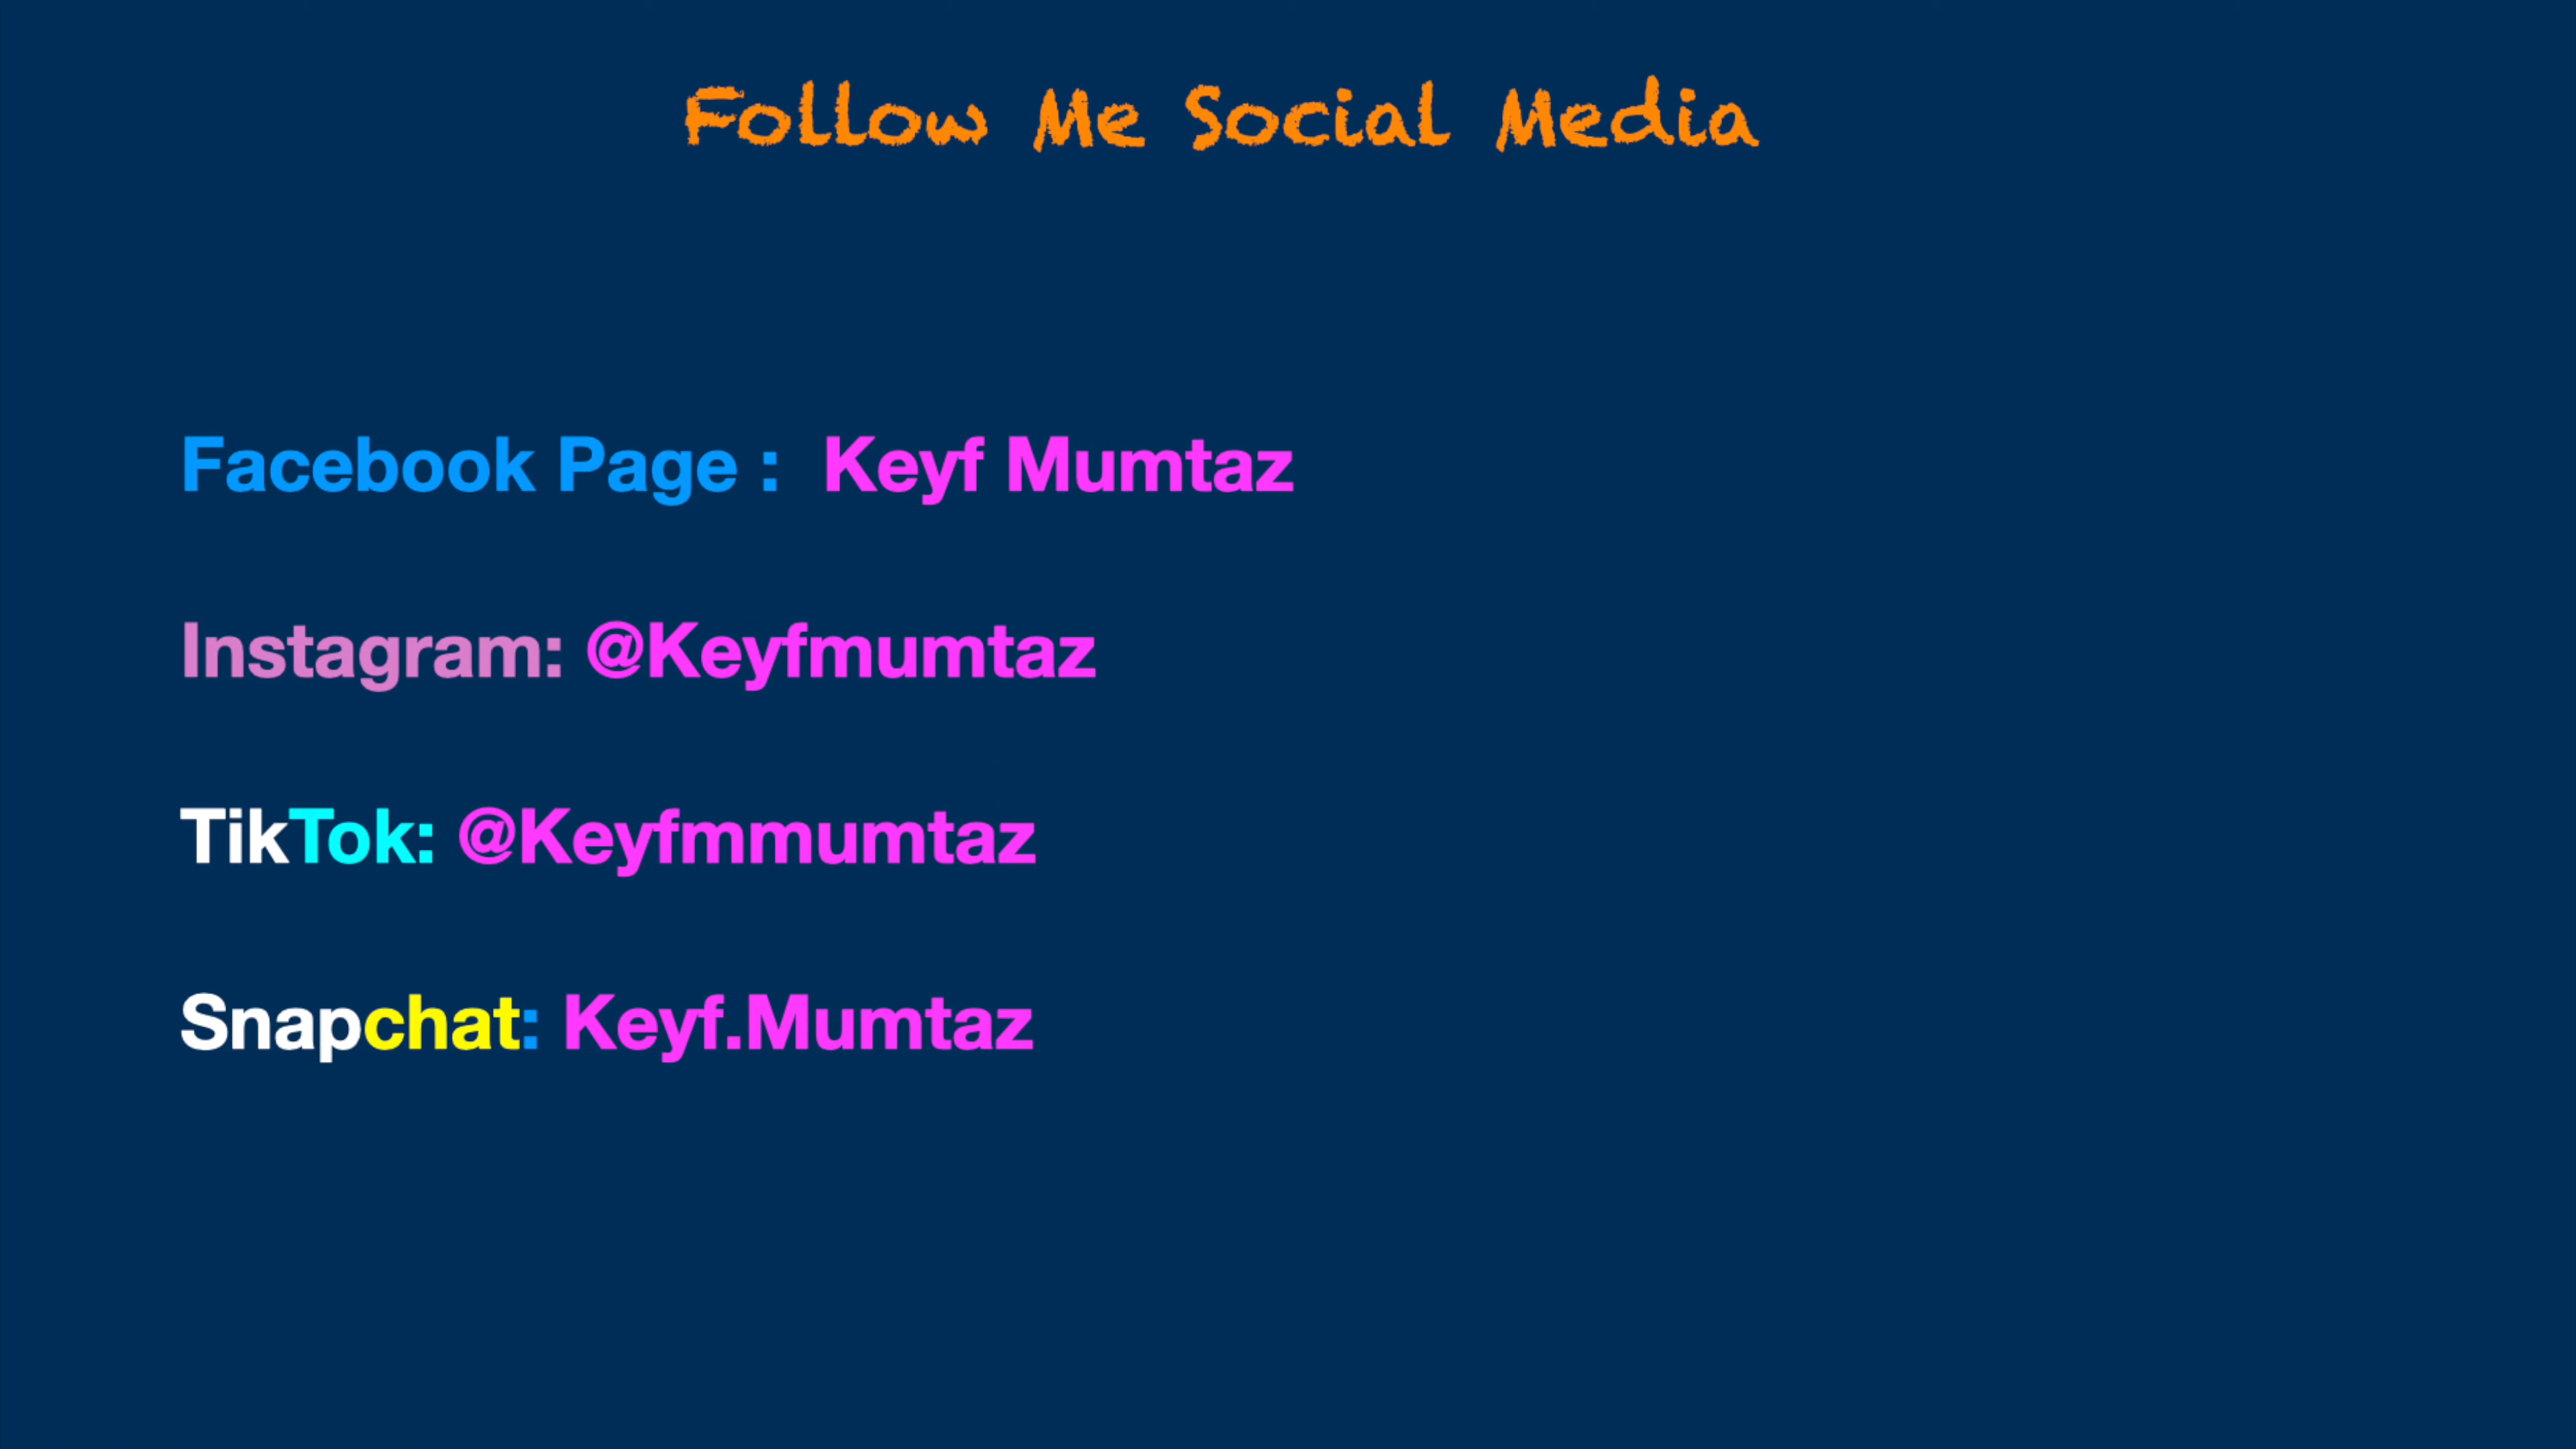 Follow Me Social Media
Facebook Page :  Keyf Mumtaz
Instagram: @Keyfmumtaz
TikTok: @Keyfmmumtaz
Snapchat: Keyf.Mumtaz